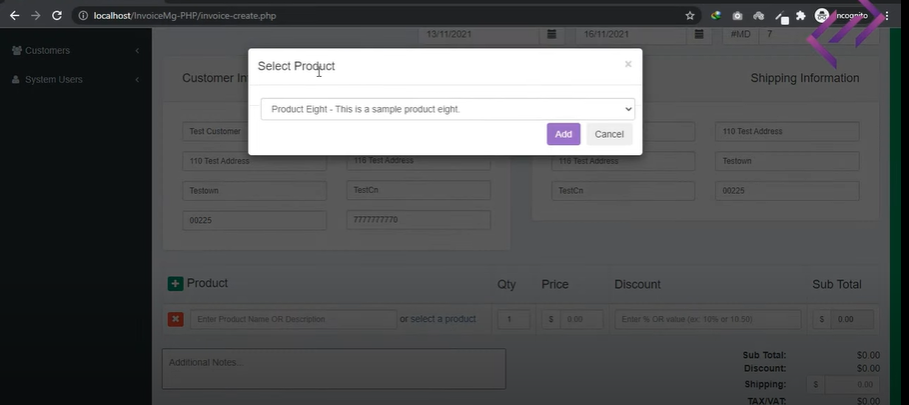 localhost/InvoiceMg-PHP/invoice-create.php
Incognito
Customers
System Users
13/11/2021
16/11/2021
#MD
7
Select Product
×
Product Eight - This is a sample product eight.
Add
Cancel
Customer In
Shipping Information
Test Customer
110 Test Address
110 Test Address
116 Test Address
116 Test Address
Testown
Testown
TestCn
TestCn
00225
00225
7777777770
Product
Qty
Price
Discount
Sub Total
Enter Product Name OR Description
or select a product
1
$ 0.00
Enter % OR value (ex: 10% or 10.50)
$ 0.00
Additional Notes...
Sub Total: $0.00
Discount: $0.00
Shipping: $ 0.00
TAX/VAT: $0.00